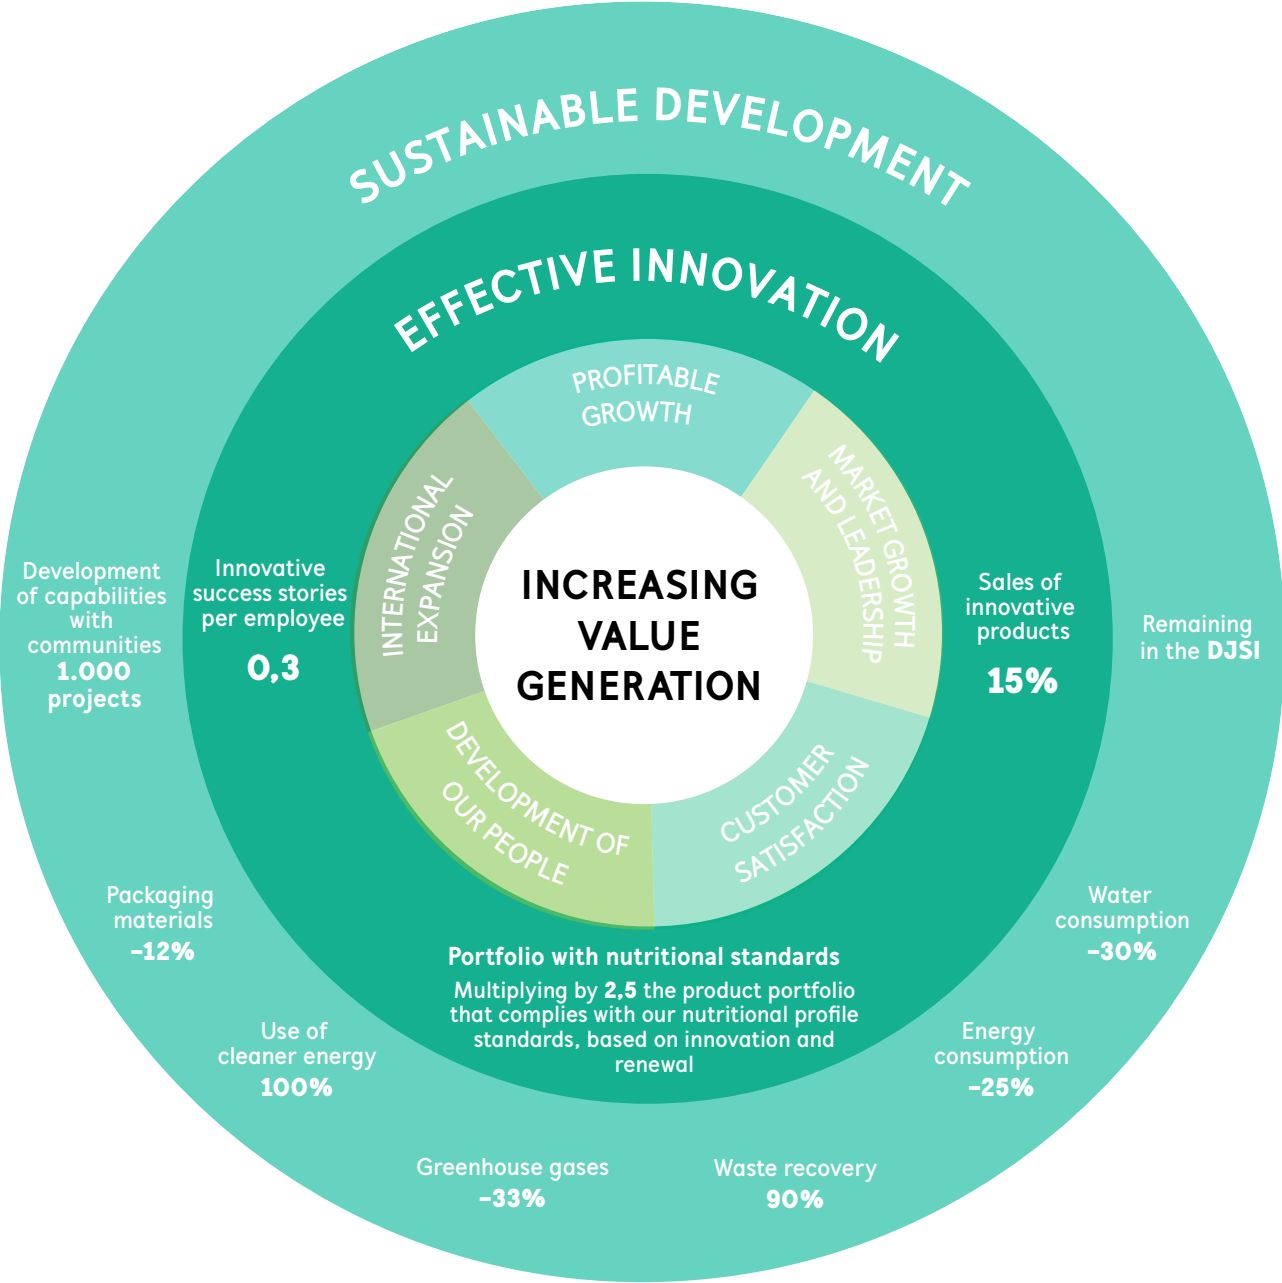 SUSTAINABLE DEVELOPMENT
EFFECTIVE INNOVATION
PROFITABLE
GROWTH
MARKET GROWTH
AND LEADERSHIP
CUSTOMER
SATISFACTION
DEVELOPMENT OF
OUR PEOPLE
INTERNATIONAL
EXPANSION
INCREASING
VALUE
GENERATION
Innovative
success stories
per employee
0,3
Sales of
innovative
products
15%
Portfolio with nutritional standards
Multiplying by 2,5 the product portfolio
that complies with our nutritional profile
standards, based on innovation and
renewal
Development
of capabilities
with
communities
1.000
projects
Remaining
in the DJSI
Packaging
materials
-12%
Water
consumption
-30%
Use of
cleaner energy
100%
Energy
consumption
-25%
Greenhouse gases
-33%
Waste recovery
90%